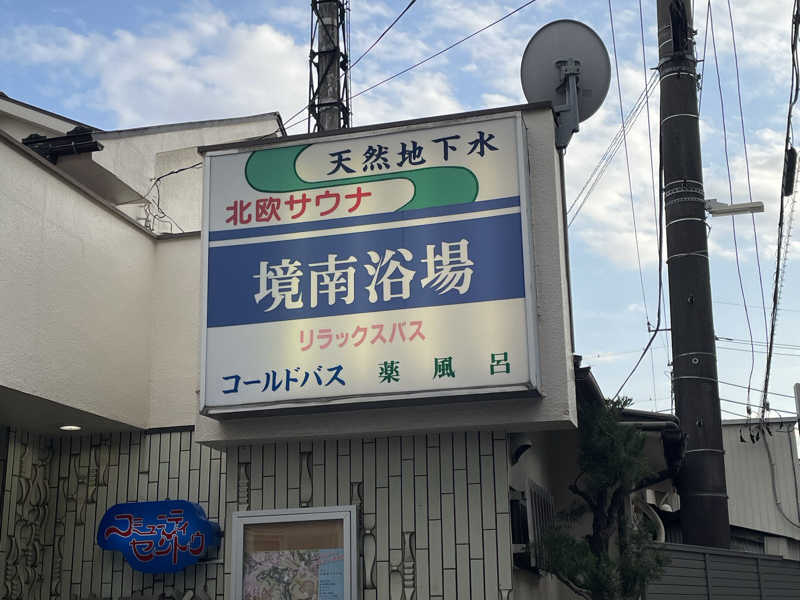 天然地下水
北欧サウナ
境南浴場
リラックスバス
コールドバス 薬風呂
コミュニティ
セントウ